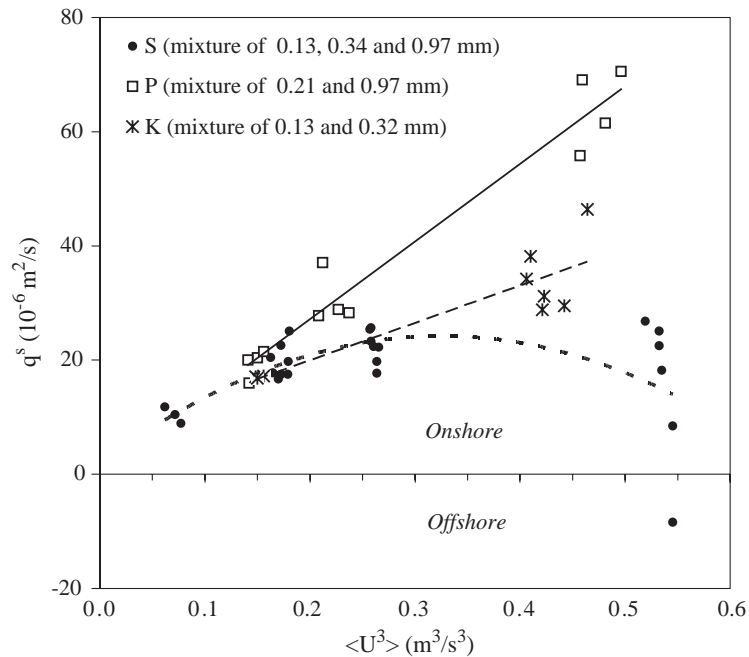 80
60
40
20
0
-20
q^s (10^-6 m^2/s)
● S (mixture of 0.13, 0.34 and 0.97 mm)
□ P (mixture of 0.21 and 0.97 mm)
K (mixture of 0.13 and 0.32 mm)
Onshore
Offshore
0.0 0.1 0.2 0.3 0.4 0.5 0.6
<U^3> (m^3/s^3)